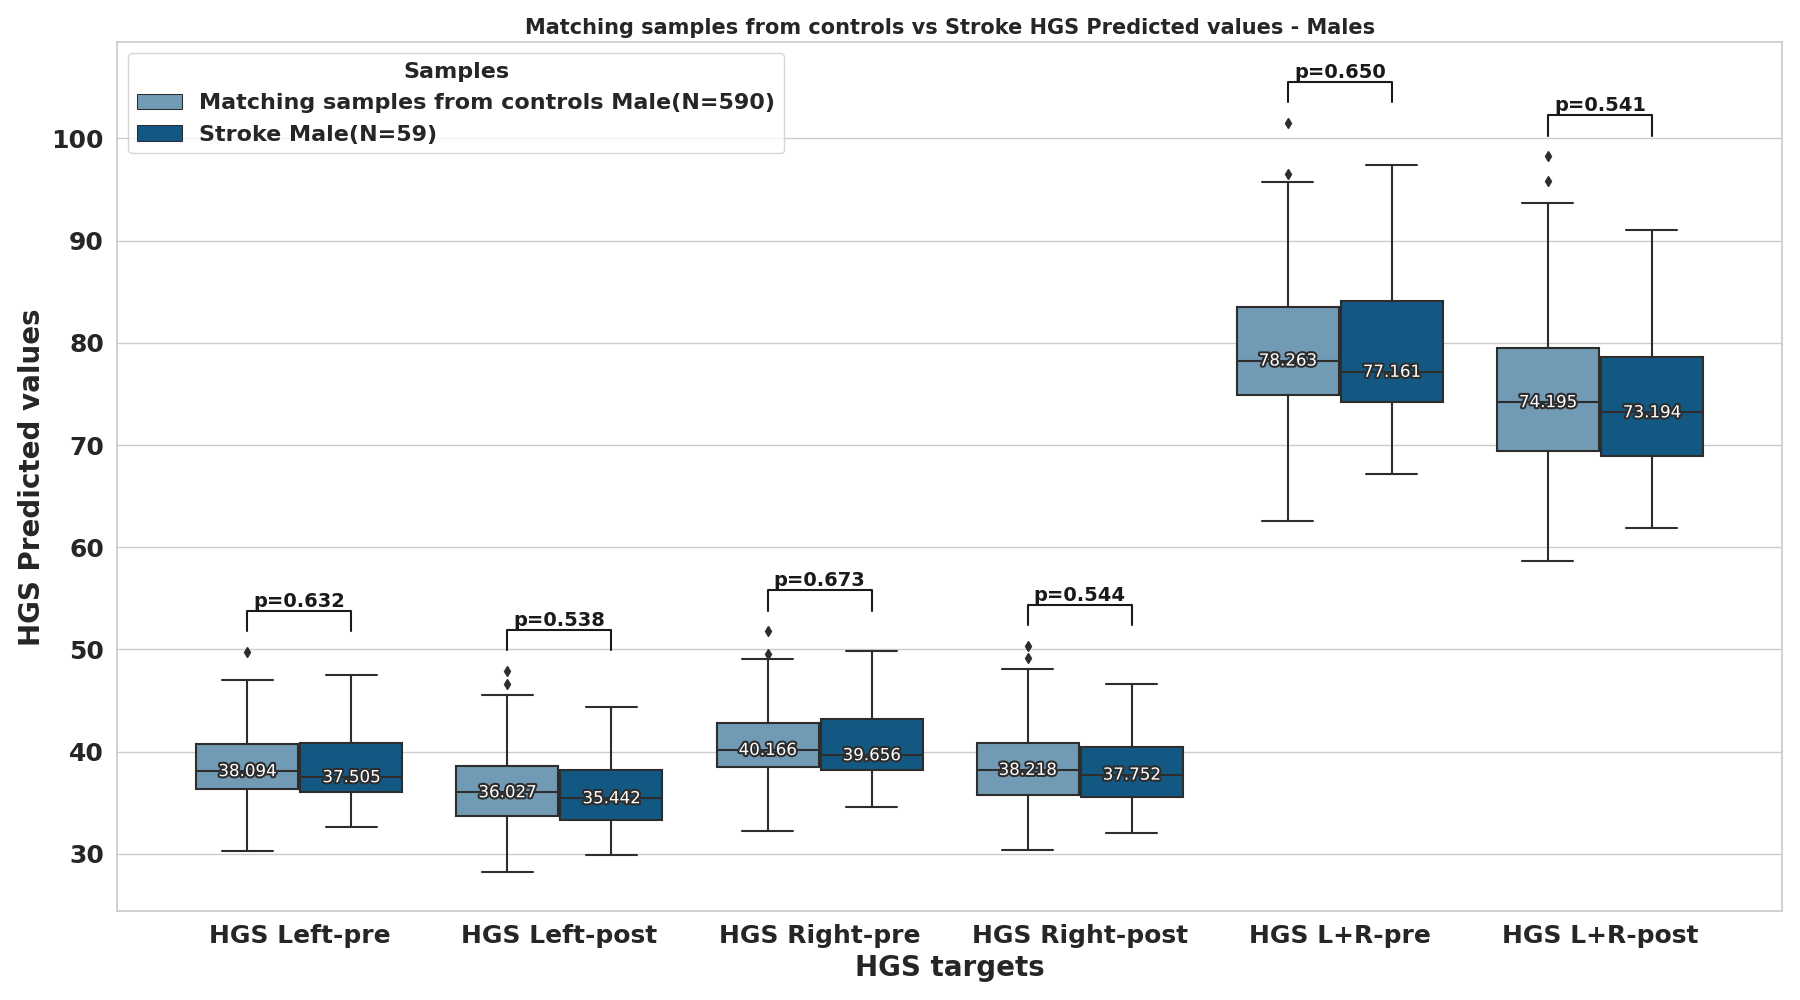 Matching samples from controls vs Stroke HGS Predicted values - Males
Samples
Matching samples from controls Male(N=590)
Stroke Male(N=59)
HGS Predicted values
100
90
80
70
60
50
40
30
p=0.632
p=0.538
p=0.673
p=0.544
p=0.650
p=0.541
38.094
37.505
36.027
35.442
40.166
39.656
38.218
37.752
78.263
77.161
74.195
73.194
HGS Left-pre
HGS Left-post
HGS Right-pre
HGS Right-post
HGS L+R-pre
HGS L+R-post
HGS targets